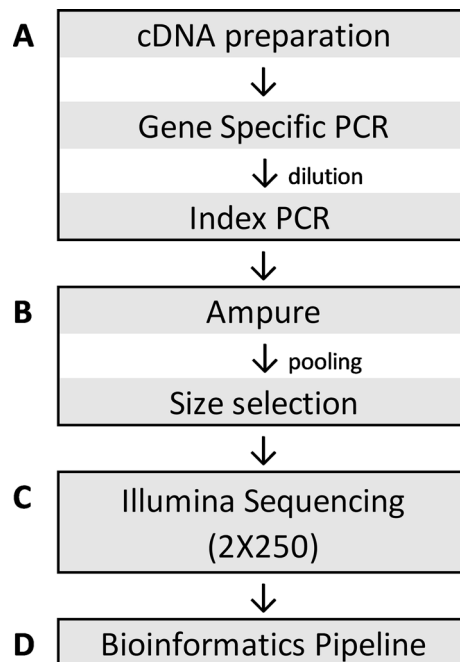 A cDNA preparation
Gene Specific PCR
dilution
Index PCR
B Ampure
pooling
Size selection
C Illumina Sequencing
(2X250)
D Bioinformatics Pipeline